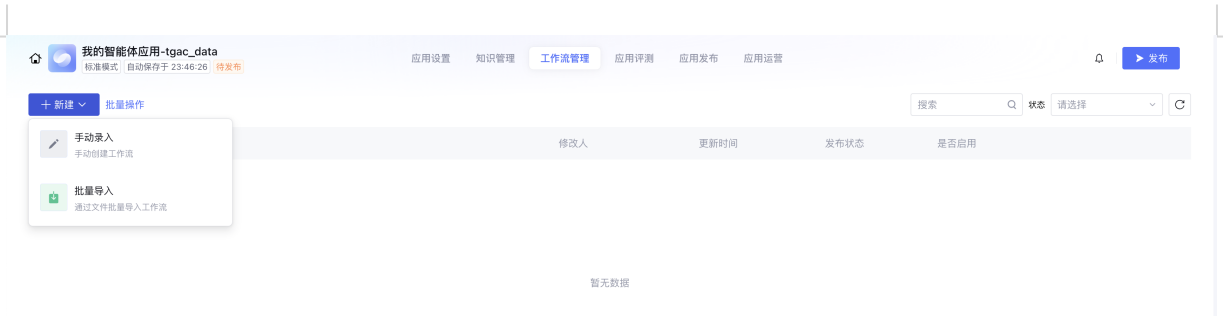 我的智能体应用-tgac_data
标准模式 自动保存于 23:46:26 待发布
应用设置 知识管理 工作流管理 应用评测 应用发布 应用运营
发布
新建 批量操作
搜索 状态 请选择
手动录入
手动创建工作流
修改人 更新时间 发布状态 是否启用
批量导入
通过文件批量导入工作流
暂无数据